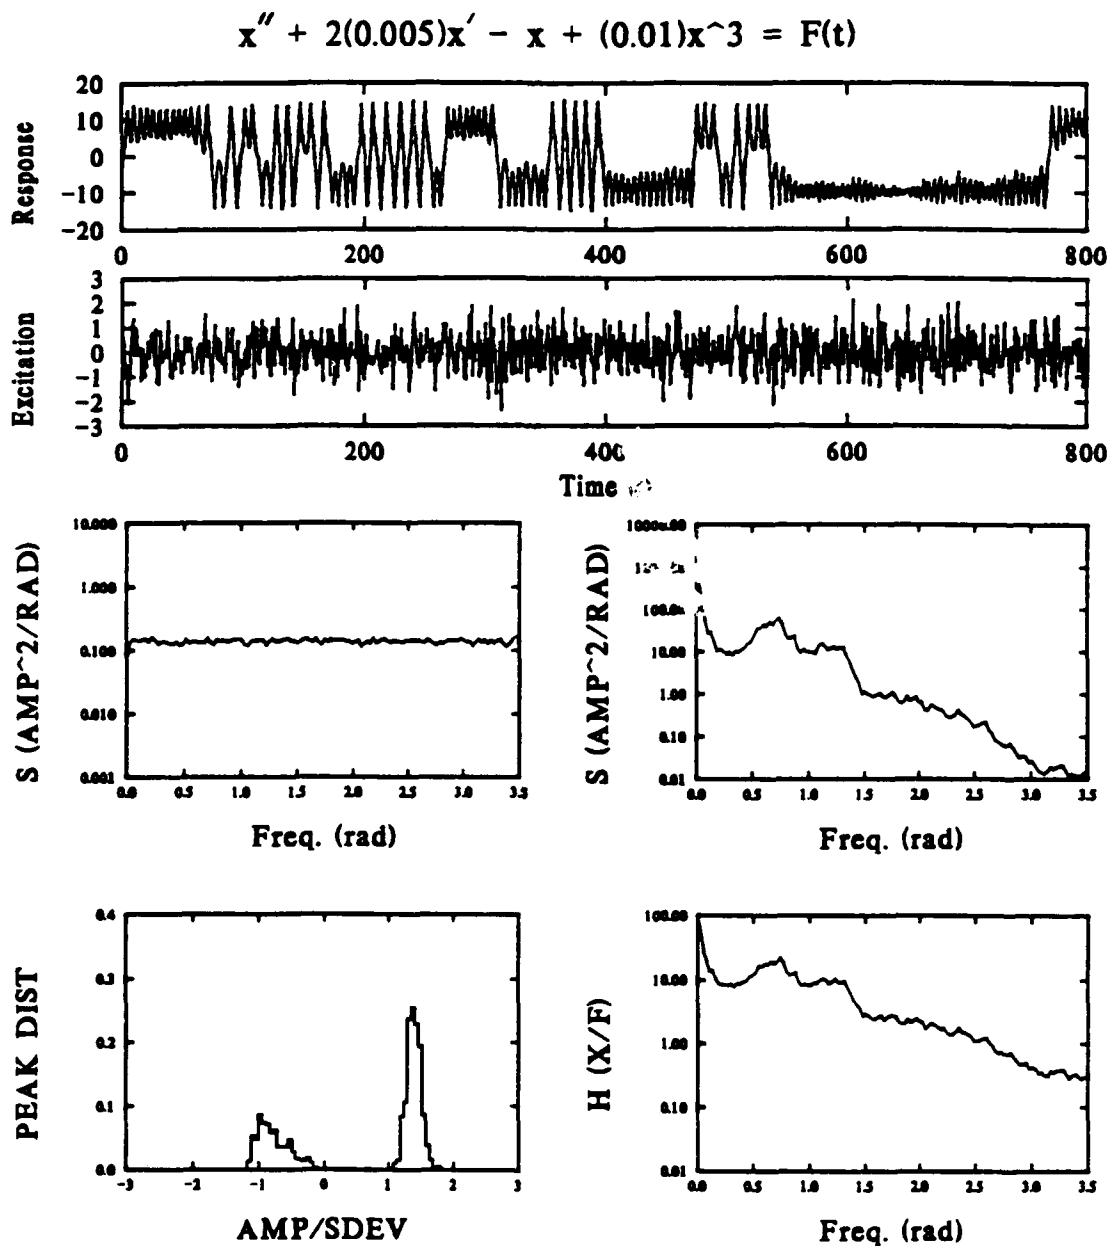 x″ + 2(0.005)x′ − x + (0.01)x^3 = F(t)
Response
20
10
0
−10
−20
0 200 400 600 800
Excitation
3
2
1
0
−1
−2
−3
0 200 400 600 800
Time
S (AMP^2/RAD)
10.000
1.000
0.100
0.010
0.001
0.0 0.5 1.0 1.5 2.0 2.5 3.0 3.5
Freq. (rad)
S (AMP^2/RAD)
10.00
1.00
0.10
0.01
0.0 0.5 1.0 1.5 2.0 2.5 3.0 3.5
Freq. (rad)
PEAK DIST
0.4
0.3
0.2
0.1
0.0
−3 −2 −1 0 1 2 3
AMP/SDEV
H (X/F)
100.00
10.00
1.00
0.10
0.01
0.0 0.5 1.0 1.5 2.0 2.5 3.0 3.5
Freq. (rad)